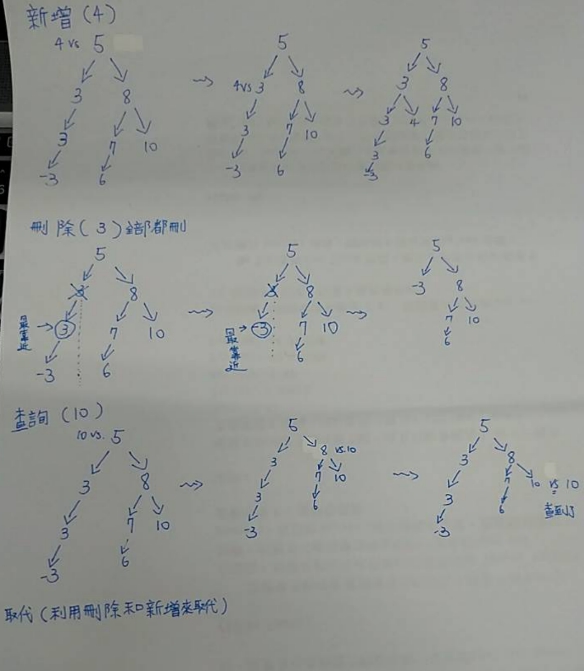 新增(4)
4 vs 5 5 5
3 8 4 vs 3 8 3 8
3 7 10 3 7 10 3 4 7 10
-3 6 -3 6 3 6
-3
刪除(3)全部都刪
5 5 5
3 8 3 8 -3 8
最靠近 3 7 10 最靠近 -3 7 10 7 10
-3 6 6 6
查詢(10)
10 vs. 5 5 5
3 8 3 8 vs 10 3 8
3 7 10 3 7 10 3 7 10 vs 10
-3 6 -3 6 -3 6 查到了
取代(利用刪除和新增來取代)